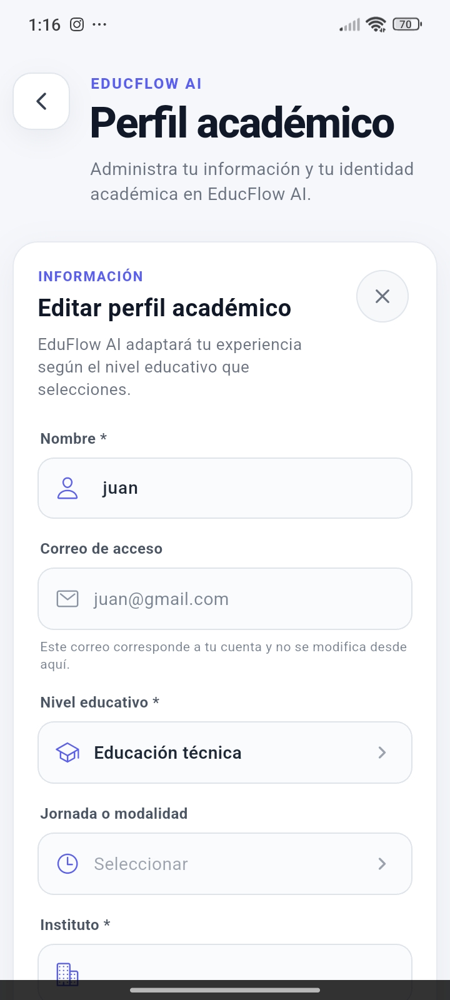 1:16
70
EDUCFLOW AI
Perfil académico
Administra tu información y tu identidad
académica en EducFlow AI.
INFORMACIÓN
Editar perfil académico
EduFlow AI adaptará tu experiencia
según el nivel educativo que
selecciones.
Nombre *
juan
Correo de acceso
juan@gmail.com
Este correo corresponde a tu cuenta y no se modifica desde
aquí.
Nivel educativo *
Educación técnica
Jornada o modalidad
Seleccionar
Instituto *